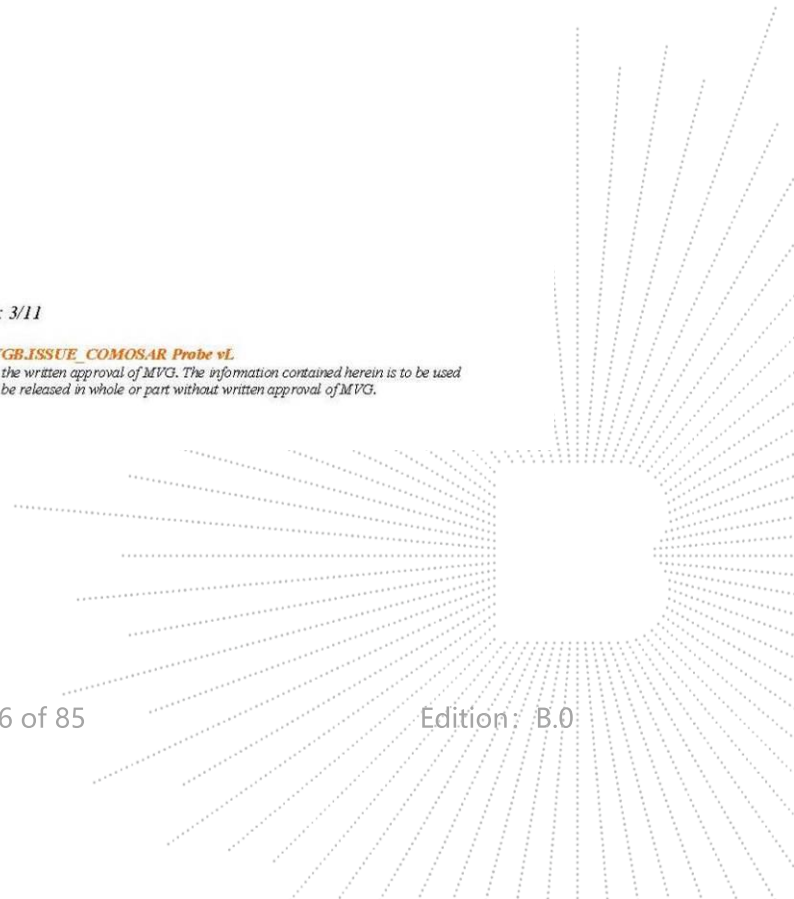 : 3/11
GB.ISSUE_COMOSAR Probe vL
the written approval of MVG. The information contained herein is to be used
be released in whole or part without written approval of MVG.
6 of 85 Edition: B.0